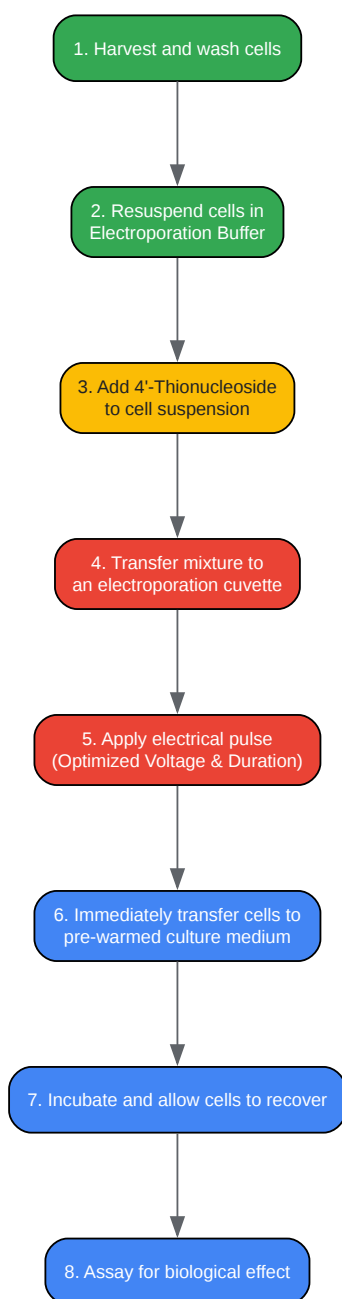 1. Harvest and wash cells
2. Resuspend cells in
Electroporation Buffer
3. Add 4'-Thionucleoside
to cell suspension
4. Transfer mixture to
an electroporation cuvette
5. Apply electrical pulse
(Optimized Voltage & Duration)
6. Immediately transfer cells to
pre-warmed culture medium
7. Incubate and allow cells to recover
8. Assay for biological effect